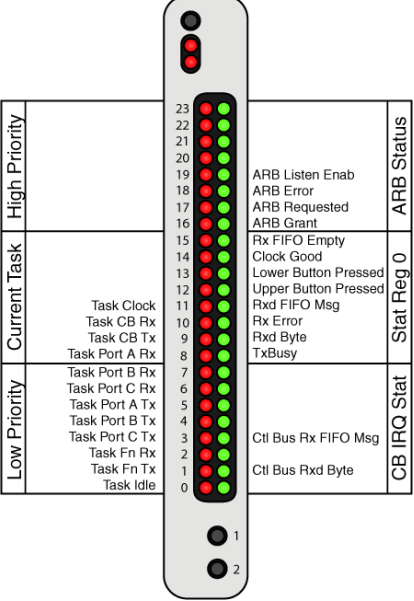 High Priority
Current Task
Low Priority
23
22
21
20
19 ARB Listen Enab
18 ARB Error
17 ARB Requested
16 ARB Grant
15 Rx FIFO Empty
14 Clock Good
13 Lower Button Pressed
12 Upper Button Pressed
Task Clock 11 Rxd FIFO Msg
Task CB Rx 10 Rx Error
Task CB Tx 9 Rxd Byte
Task Port A Rx 8 TxBusy
Task Port B Rx 7
Task Port C Rx 6
Task Port A Tx 5
Task Port B Tx 4
Task Port C Tx 3 Ctl Bus Rx FIFO Msg
Task Fn Rx 2
Task Fn Tx 1 Ctl Bus Rxd Byte
Task Idle 0
ARB Status
Stat Reg 0
CB IRQ Stat
1
2